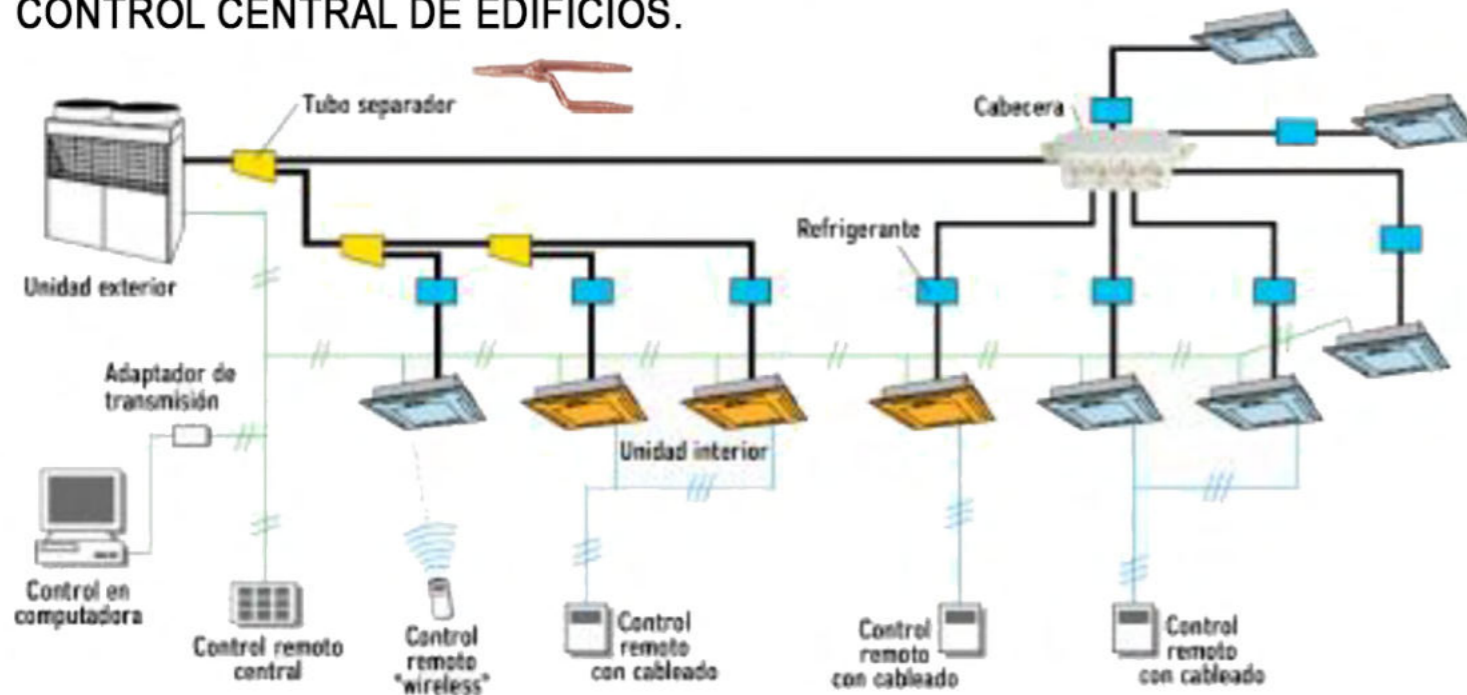 CONTROL CENTRAL DE EDIFICIOS.
Tubo separador
Cabecera
Refrigerante
Unidad exterior
Adaptador de
transmisión
Unidad interior
Control en
computadora
Control remoto
central
Control
remoto
"wireless"
Control
remoto
con cableado
Control
remoto
con cableado
Control
remoto
con cableado